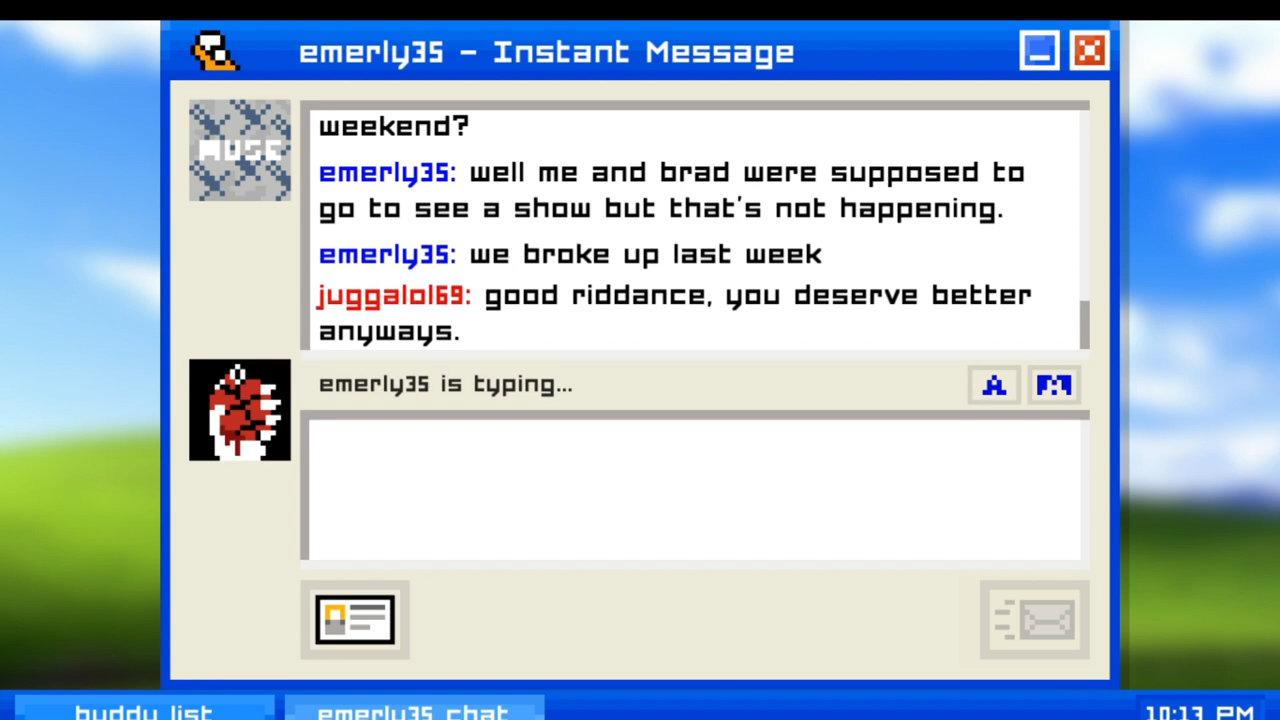 emerly35 - Instant Message
MUSE
weekend?
emerly35: well me and brad were supposed to
go to see a show but that's not happening.
emerly35: we broke up last week
juggalol69: good riddance, you deserve better
anyways.
emerly35 is typing...
A M
buddy list
emerly35 chat
10:13 PM